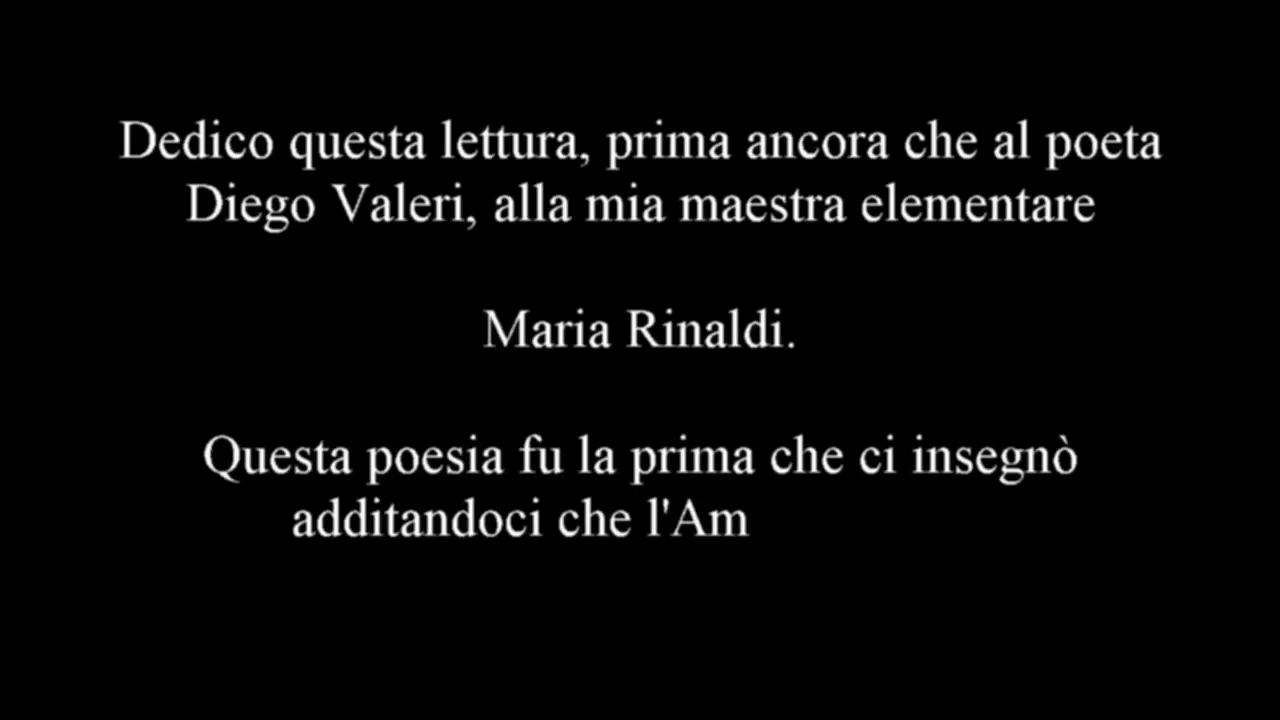 Dedico questa lettura, prima ancora che al poeta
Diego Valeri, alla mia maestra elementare
Maria Rinaldi.
Questa poesia fu la prima che ci insegnò
additandoci che l'Am